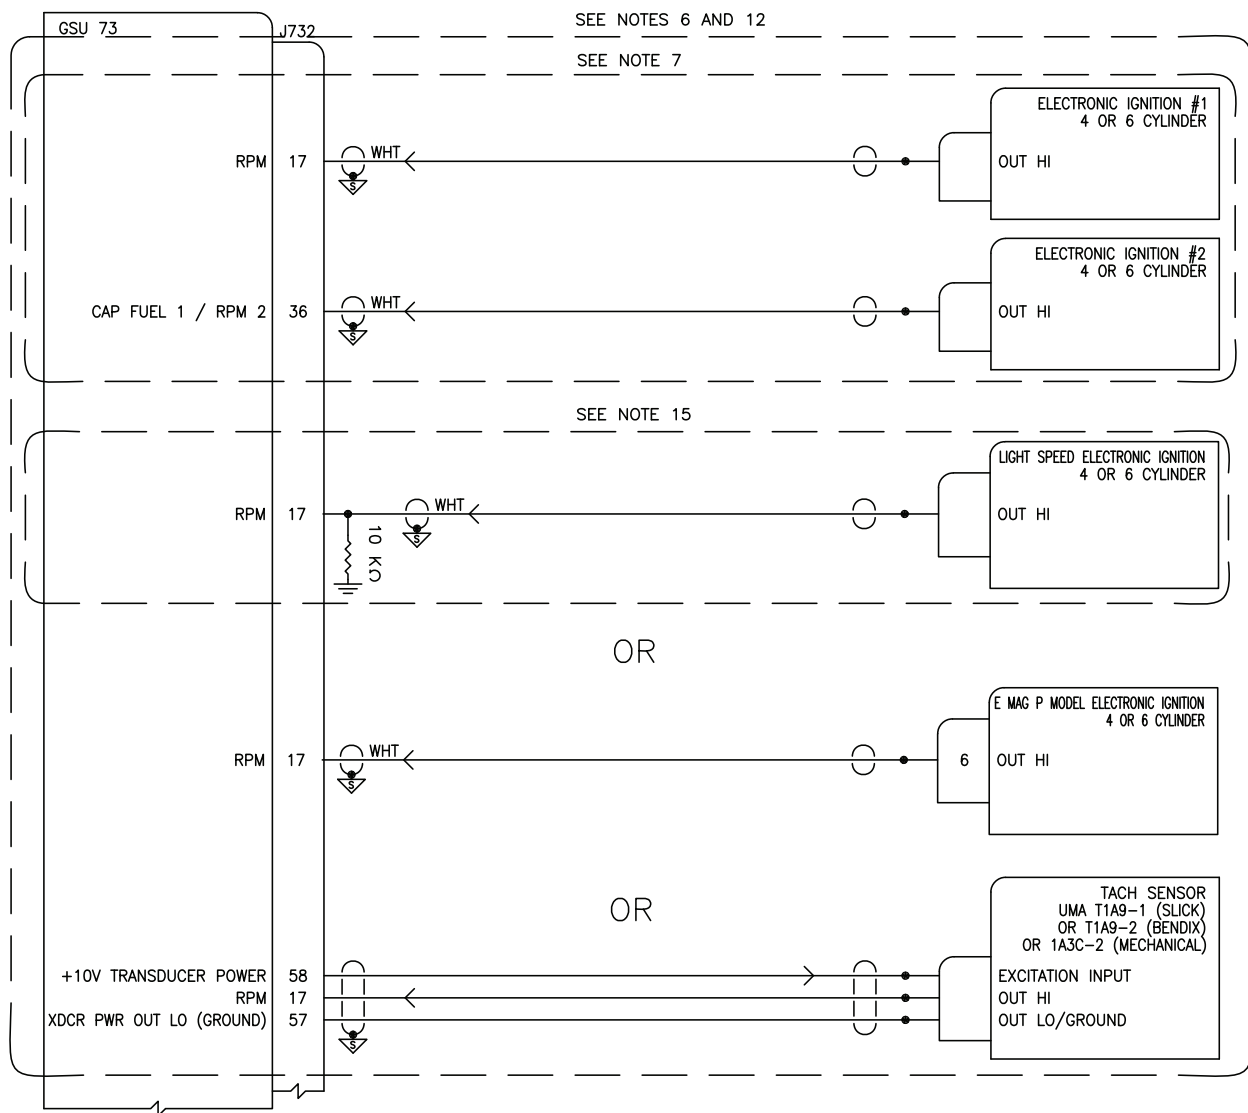 GSU 73
J732
SEE NOTES 6 AND 12
SEE NOTE 7
ELECTRONIC IGNITION #1
4 OR 6 CYLINDER
RPM 17 WHT OUT HI
S
ELECTRONIC IGNITION #2
4 OR 6 CYLINDER
CAP FUEL 1 / RPM 2 36 WHT OUT HI
S
SEE NOTE 15
LIGHT SPEED ELECTRONIC IGNITION
4 OR 6 CYLINDER
RPM 17 WHT OUT HI
S
10 KΩ
OR
E MAG P MODEL ELECTRONIC IGNITION
4 OR 6 CYLINDER
RPM 17 WHT 6 OUT HI
S
OR
TACH SENSOR
UMA T1A9-1 (SLICK)
OR T1A9-2 (BENDIX)
OR 1A3C-2 (MECHANICAL)
+10V TRANSDUCER POWER 58 EXCITATION INPUT
RPM 17 OUT HI
XDCR PWR OUT LO (GROUND) 57 OUT LO/GROUND
S